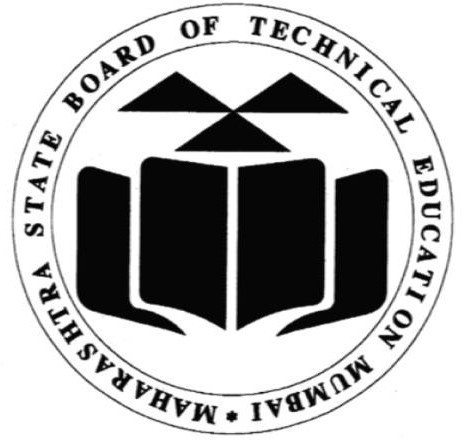 MAHARASHTRA STATE BOARD OF TECHNICAL EDUCATION MUMBAI *